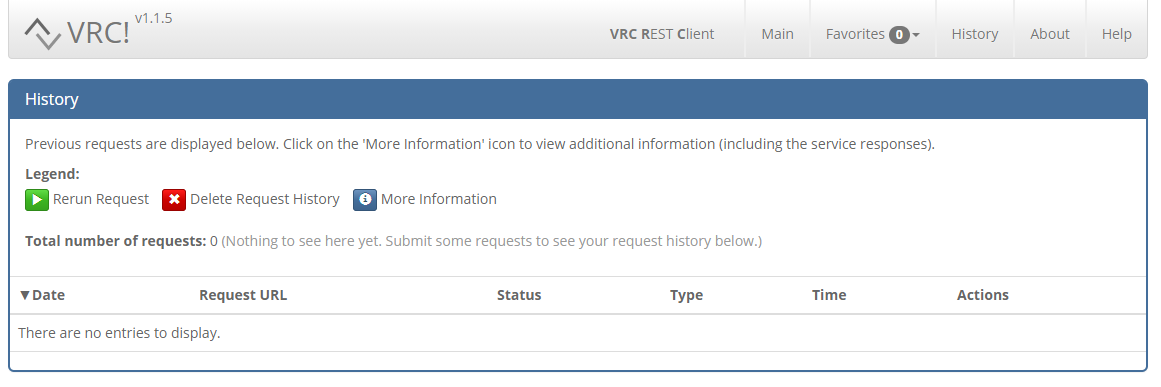 VRC! v1.1.5
VRC REST Client Main Favorites 0 History About Help
History
Previous requests are displayed below. Click on the 'More Information' icon to view additional information (including the service responses).
Legend:
Rerun Request Delete Request History More Information
Total number of requests: 0 (Nothing to see here yet. Submit some requests to see your request history below.)
▼Date Request URL Status Type Time Actions
There are no entries to display.